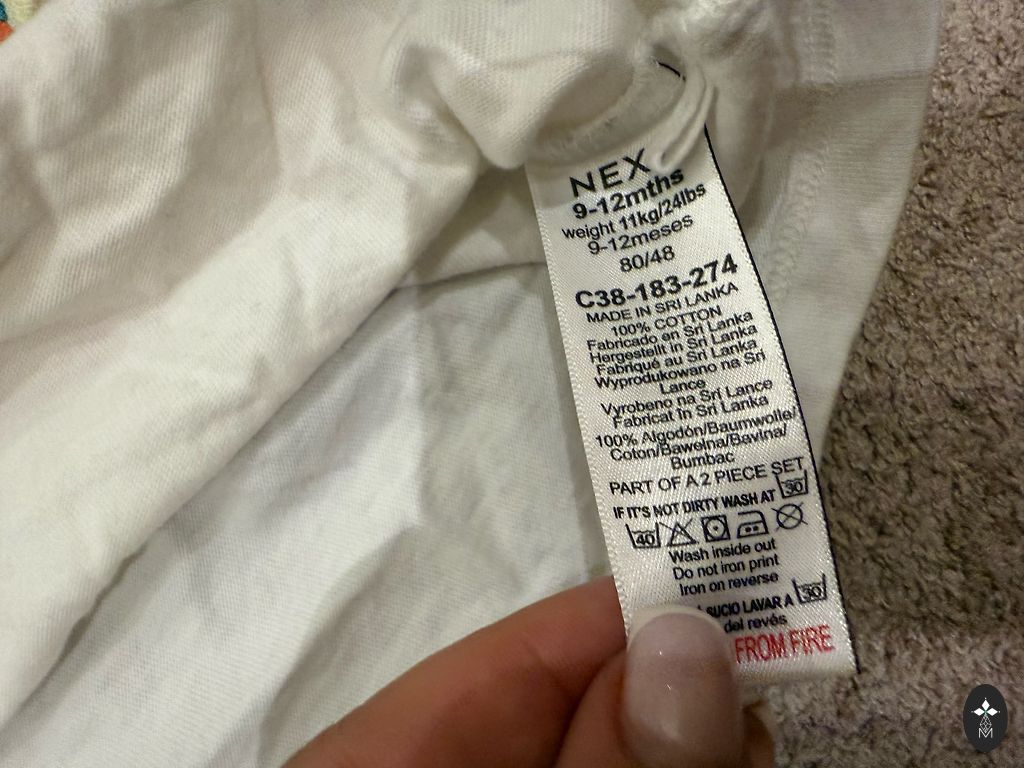 NEX
9-12mths
weight 11kg/24lbs
9-12meses
80/48
C38-183-274
MADE IN SRI LANKA
100% COTTON
Fabricado en Sri Lanka
Hergestellt in Sri Lanka
Fabriqué au Sri Lanka
Wyprodukowano na Sri
Lance
Vyrobeno na Srí Lance
Fabricat în Sri Lanka
100% Algodón/Baumwolle/
Coton/Bawełna/Bavlna/
Bumbac
PART OF A 2 PIECE SET
IF IT'S NOT DIRTY WASH AT 30
40
Wash inside out
Do not iron print
Iron on reverse
SUCIO LAVAR A 30
del revés
FROM FIRE
M